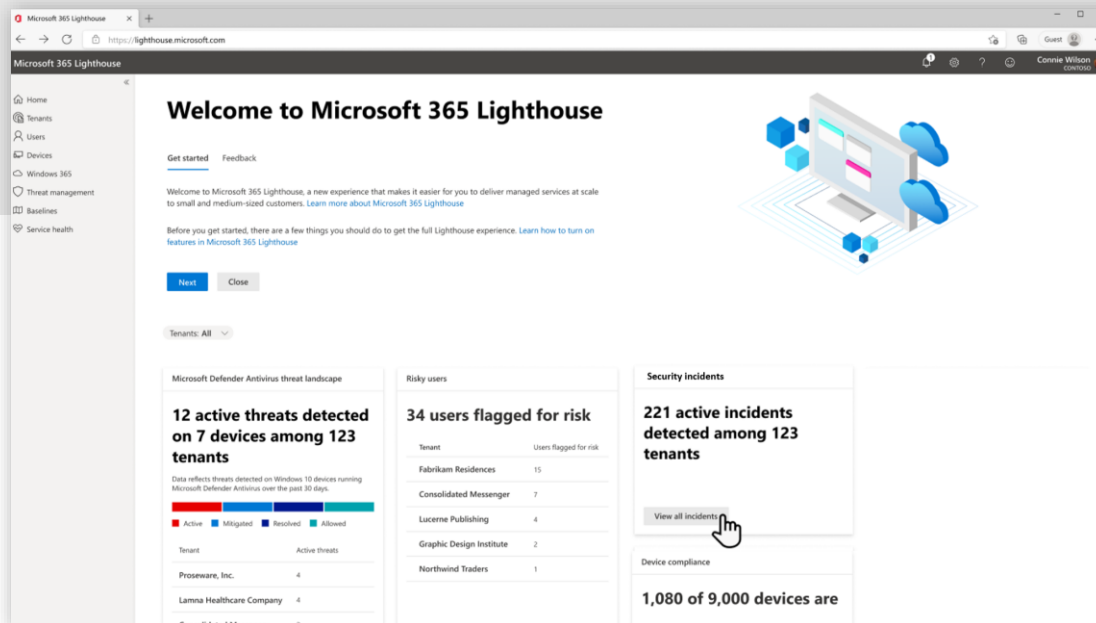 Microsoft 365 Lighthouse
https://lighthouse.microsoft.com
Guest
Microsoft 365 Lighthouse
1
Connie Wilson
CONTOSO
Home
Tenants
Users
Devices
Windows 365
Threat management
Baselines
Service health
Welcome to Microsoft 365 Lighthouse
Get started
Feedback
Welcome to Microsoft 365 Lighthouse, a new experience that makes it easier for you to deliver managed services at scale
to small and medium-sized customers. Learn more about Microsoft 365 Lighthouse
Before you get started, there are a few things you should do to get the full Lighthouse experience. Learn how to turn on
features in Microsoft 365 Lighthouse
Next
Close
Tenants: All
Microsoft Defender Antivirus threat landscape
12 active threats detected
on 7 devices among 123
tenants
Data reflects threats detected on Windows 10 devices running
Microsoft Defender Antivirus over the past 30 days.
Active
Mitigated
Resolved
Allowed
Tenant Active threats
Proseware, Inc. 4
Lamna Healthcare Company 4
Risky users
34 users flagged for risk
Tenant Users flagged for risk
Fabrikam Residences 15
Consolidated Messenger 7
Lucerne Publishing 4
Graphic Design Institute 2
Northwind Traders 1
Security incidents
221 active incidents
detected among 123
tenants
View all incidents
Device compliance
1,080 of 9,000 devices are